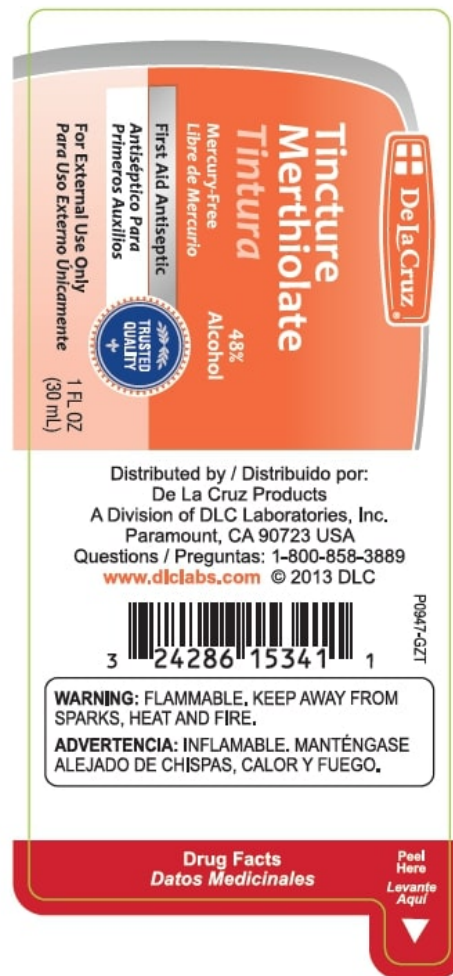 De La Cruz®
Tincture
Merthiolate
Tintura
Mercury-Free
Libre de Mercurio
48%
Alcohol
First Aid Antiseptic
Antiséptico Para
Primeros Auxilios
TRUSTED
QUALITY
For External Use Only
Para Uso Externo Únicamente
1 FL OZ
(30 mL)
Distributed by / Distribuido por:
De La Cruz Products
A Division of DLC Laboratories, Inc.
Paramount, CA 90723 USA
Questions / Preguntas: 1-800-858-3889
www.dlclabs.com © 2013 DLC
P0947-GZT
3 24286 15341 1
WARNING: FLAMMABLE. KEEP AWAY FROM
SPARKS, HEAT AND FIRE.
ADVERTENCIA: INFLAMABLE. MANTÉNGASE
ALEJADO DE CHISPAS, CALOR Y FUEGO.
Drug Facts
Datos Medicinales
Peel
Here
Levante
Aquí